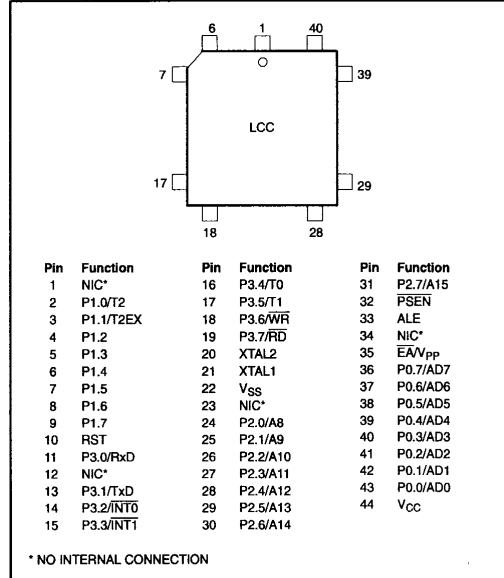 6 1 40
7 39
LCC
17 29
18 28
Pin Function Pin Function Pin Function
1 NIC* 16 P3.4/T0 31 P2.7/A15
2 P1.0/T2 17 P3.5/T1 32 P̅S̅E̅N̅
3 P1.1/T2EX 18 P3.6/W̅R̅ 33 ALE
4 P1.2 19 P3.7/R̅D̅ 34 NIC*
5 P1.3 20 XTAL2 35 E̅A̅/VPP
6 P1.4 21 XTAL1 36 P0.7/AD7
7 P1.5 22 VSS 37 P0.6/AD6
8 P1.6 23 NIC* 38 P0.5/AD5
9 P1.7 24 P2.0/A8 39 P0.4/AD4
10 RST 25 P2.1/A9 40 P0.3/AD3
11 P3.0/RxD 26 P2.2/A10 41 P0.2/AD2
12 NIC* 27 P2.3/A11 42 P0.1/AD1
13 P3.1/TxD 28 P2.4/A12 43 P0.0/AD0
14 P3.2/I̅N̅T̅0̅ 29 P2.5/A13 44 VCC
15 P3.3/I̅N̅T̅1̅ 30 P2.6/A14
* NO INTERNAL CONNECTION